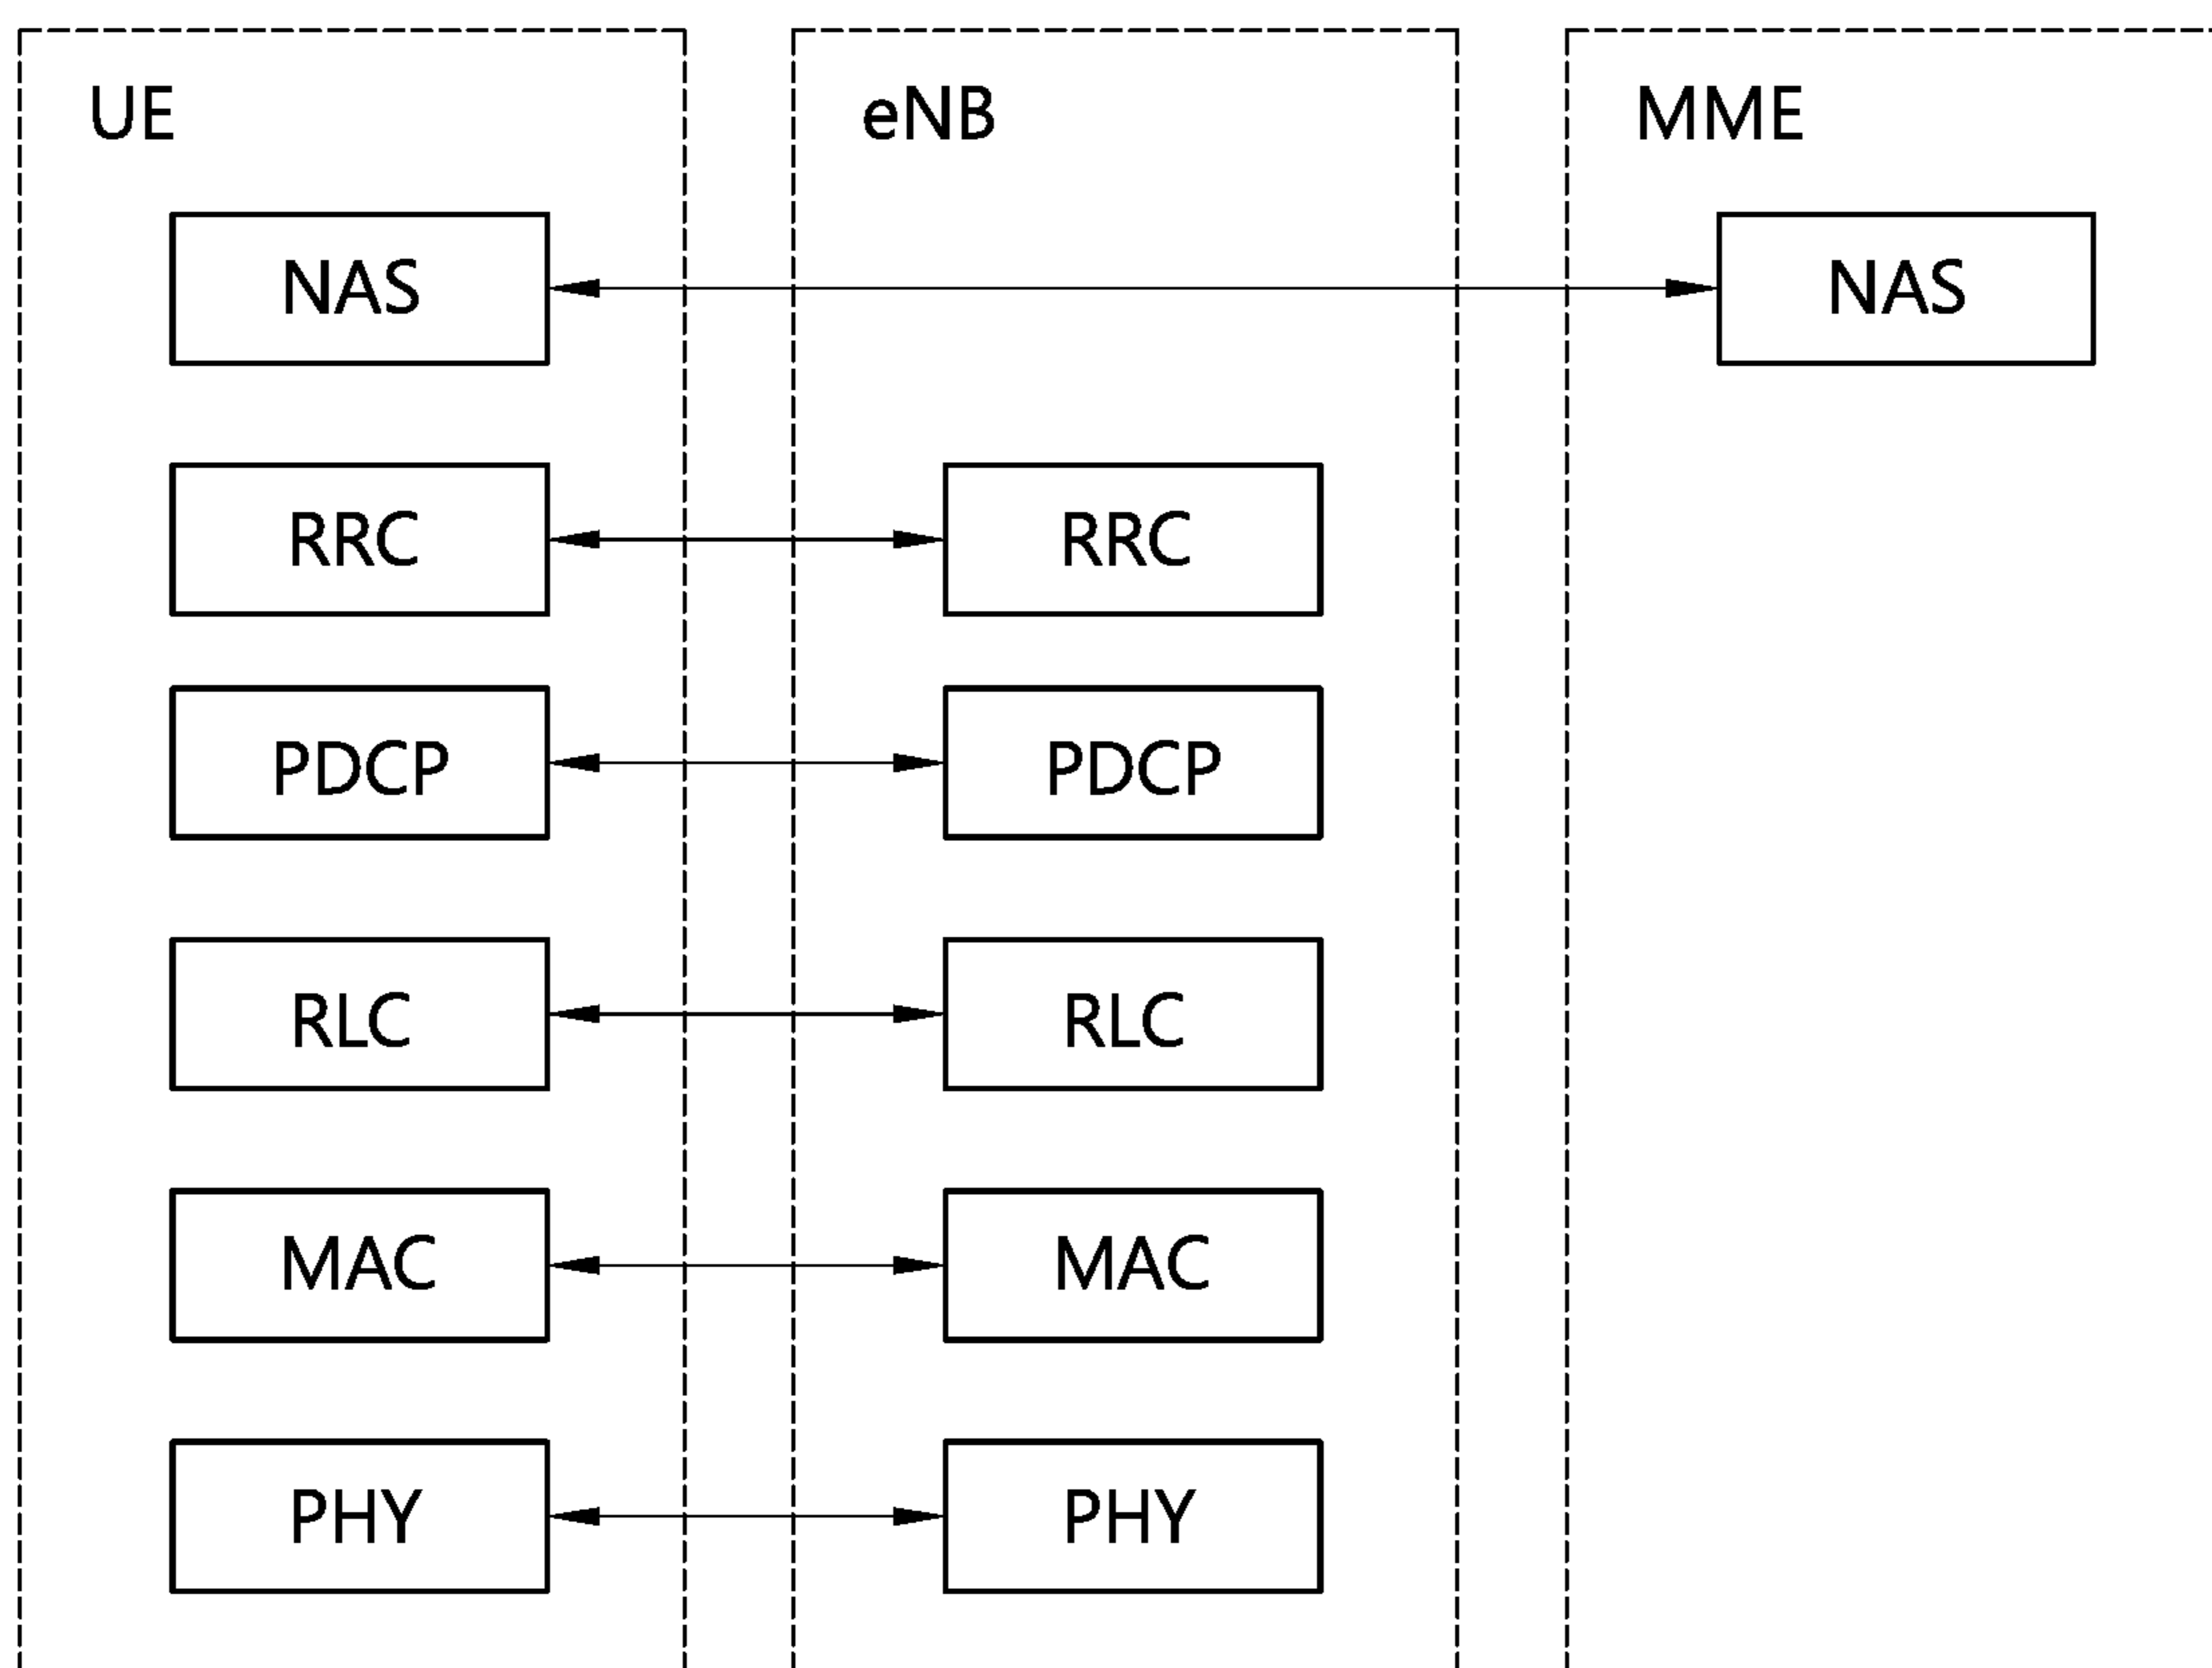 UE eNB MME
NAS NAS
RRC RRC
PDCP PDCP
RLC RLC
MAC MAC
PHY PHY